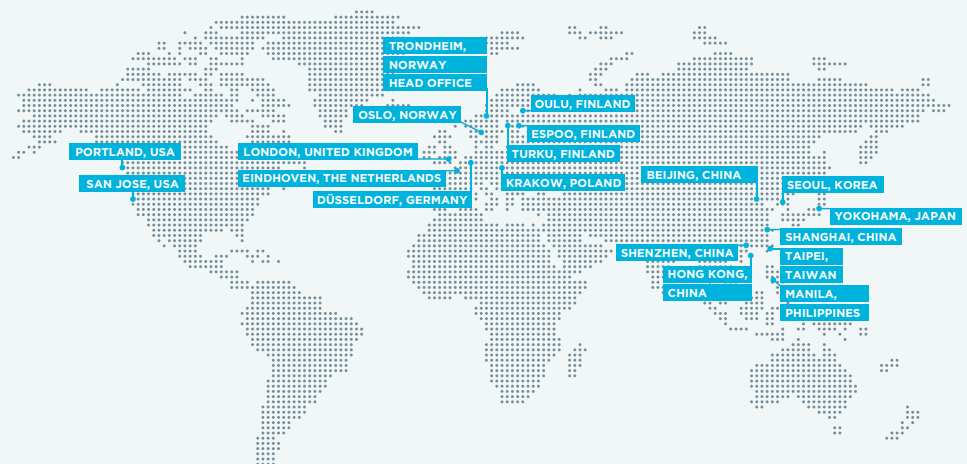 TRONDHEIM,
NORWAY
HEAD OFFICE
OULU, FINLAND
OSLO, NORWAY
ESPOO, FINLAND
PORTLAND, USA
LONDON, UNITED KINGDOM
TURKU, FINLAND
EINDHOVEN, THE NETHERLANDS
BEIJING, CHINA
SAN JOSE, USA
KRAKOW, POLAND
SEOUL, KOREA
DÜSSELDORF, GERMANY
YOKOHAMA, JAPAN
SHANGHAI, CHINA
SHENZHEN, CHINA
TAIPEI,
TAIWAN
HONG KONG,
CHINA
MANILA,
PHILIPPINES